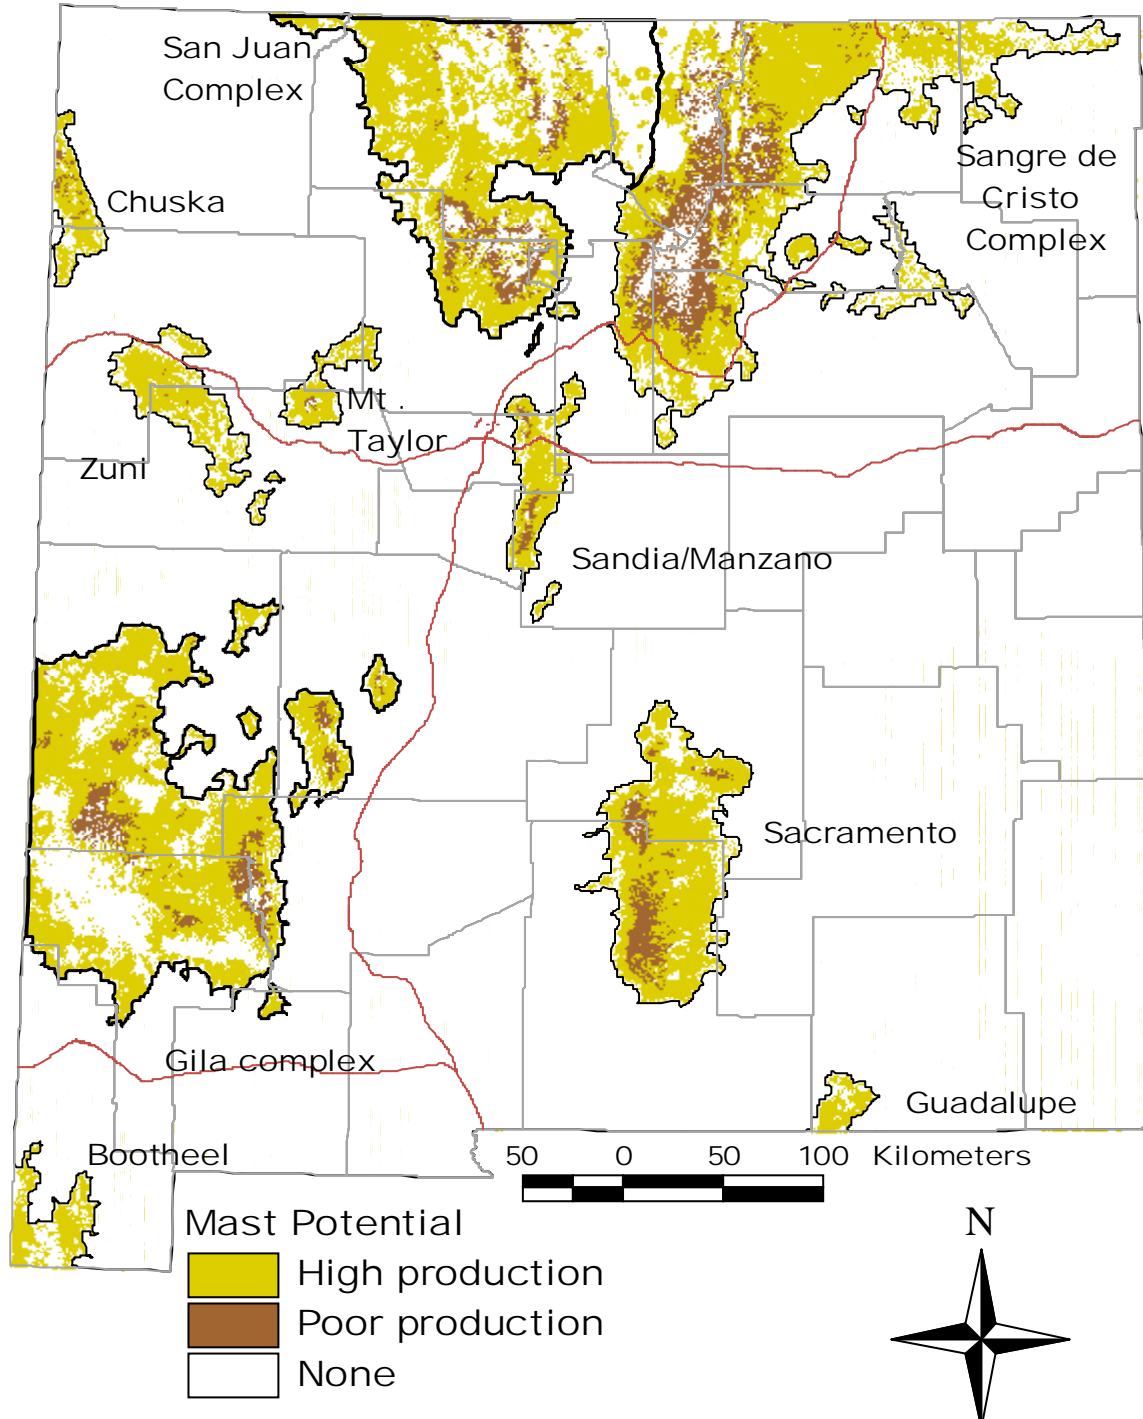 San Juan
Complex
Sangre de
Cristo
Complex
Chuska
Mt .
Taylor
Zuni
Sandia/Manzano
Sacramento
Gila complex
Guadalupe
Bootheel
50 0 50 100 Kilometers
Mast Potential
N
High production
Poor production
None